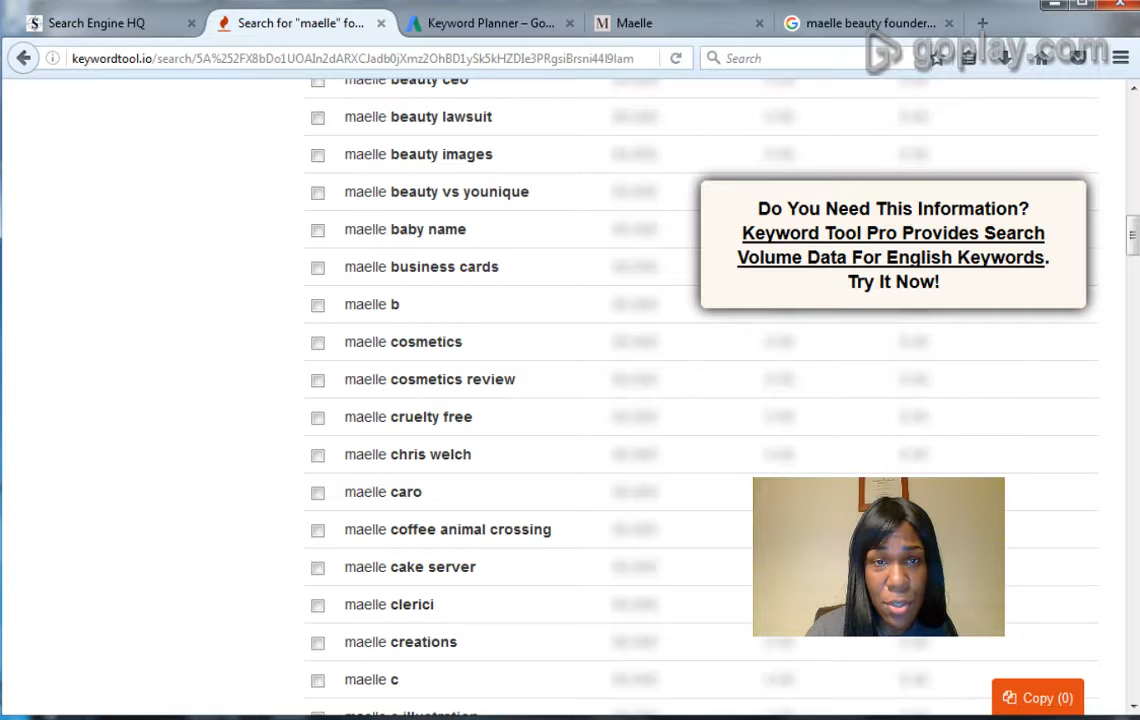 Search Engine HQ
Search for "maelle" fo...
Keyword Planner – Go...
M Maelle
maelle beauty founder...
keywordtool.io/search/5A%252FX8bDo1UOAIn2dARXCJadb0jXmz2OhBD1ySk5kHZDIe3PRgsiBrsni44I9Iam
Search
goplay.com
maelle beauty ceo
maelle beauty lawsuit
maelle beauty images
maelle beauty vs younique
maelle baby name
maelle business cards
maelle b
maelle cosmetics
maelle cosmetics review
maelle cruelty free
maelle chris welch
maelle caro
maelle coffee animal crossing
maelle cake server
maelle clerici
maelle creations
maelle c
Do You Need This Information?
Keyword Tool Pro Provides Search
Volume Data For English Keywords.
Try It Now!
Copy (0)